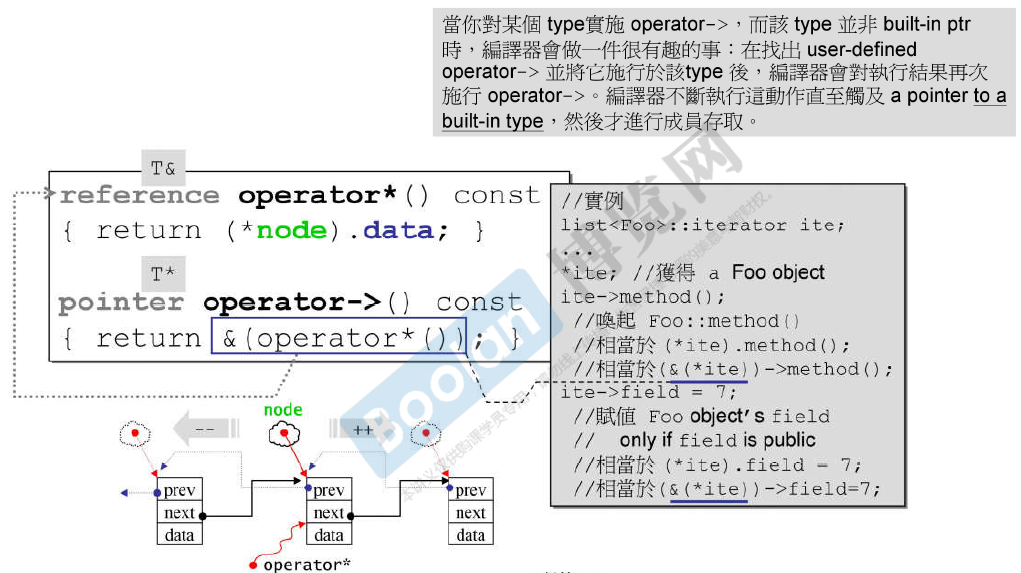 當你對某個 type實施 operator->，而該 type 並非 built-in ptr
時，編譯器會做一件很有趣的事：在找出 user-defined
operator-> 並將它施行於該type 後，編譯器會對執行結果再次
施行 operator->。編譯器不斷執行這動作直至觸及 a pointer to a
built-in type，然後才進行成員存取。
T&
reference operator*() const
{ return (*node).data; }
T*
pointer operator->() const
{ return &(operator*()); }
//實例
list<Foo>::iterator ite;
...
*ite; //獲得 a Foo object
ite->method();
//喚起 Foo::method()
//相當於 (*ite).method();
//相當於(&(*ite))->method();
ite->field = 7;
//賦值 Foo object's field
// only if field is public
//相當於 (*ite).field = 7;
//相當於(&(*ite))->field=7;
node
--
++
prev
next
data
prev
next
data
prev
next
data
operator*
Boolan
博览网